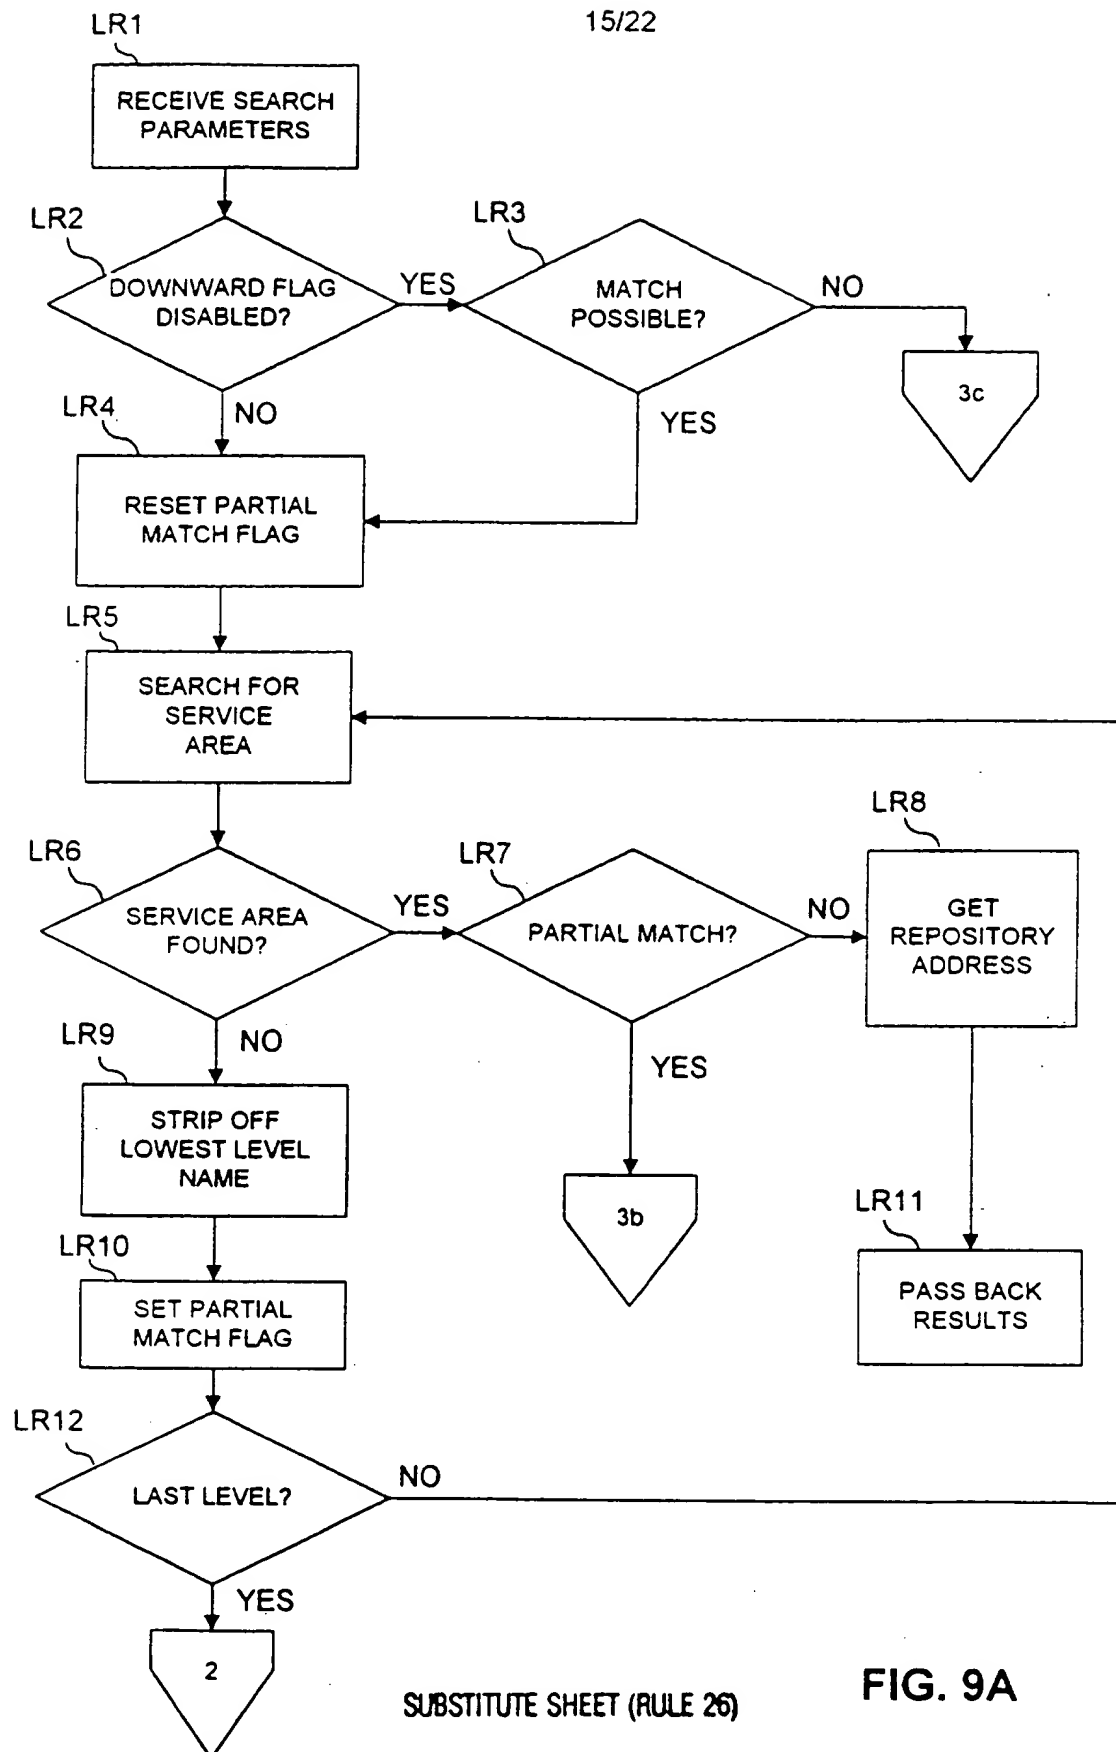 15/22
LR1
RECEIVE SEARCH
PARAMETERS
LR2
DOWNWARD FLAG
DISABLED?
YES
LR3
MATCH
POSSIBLE?
NO
3c
NO
YES
LR4
RESET PARTIAL
MATCH FLAG
LR5
SEARCH FOR
SERVICE
AREA
LR6
SERVICE AREA
FOUND?
YES
LR7
PARTIAL MATCH?
NO
LR8
GET
REPOSITORY
ADDRESS
NO
YES
LR9
STRIP OFF
LOWEST LEVEL
NAME
3b
LR11
PASS BACK
RESULTS
LR10
SET PARTIAL
MATCH FLAG
LR12
LAST LEVEL?
NO
YES
2
SUBSTITUTE SHEET (RULE 26)
FIG. 9A